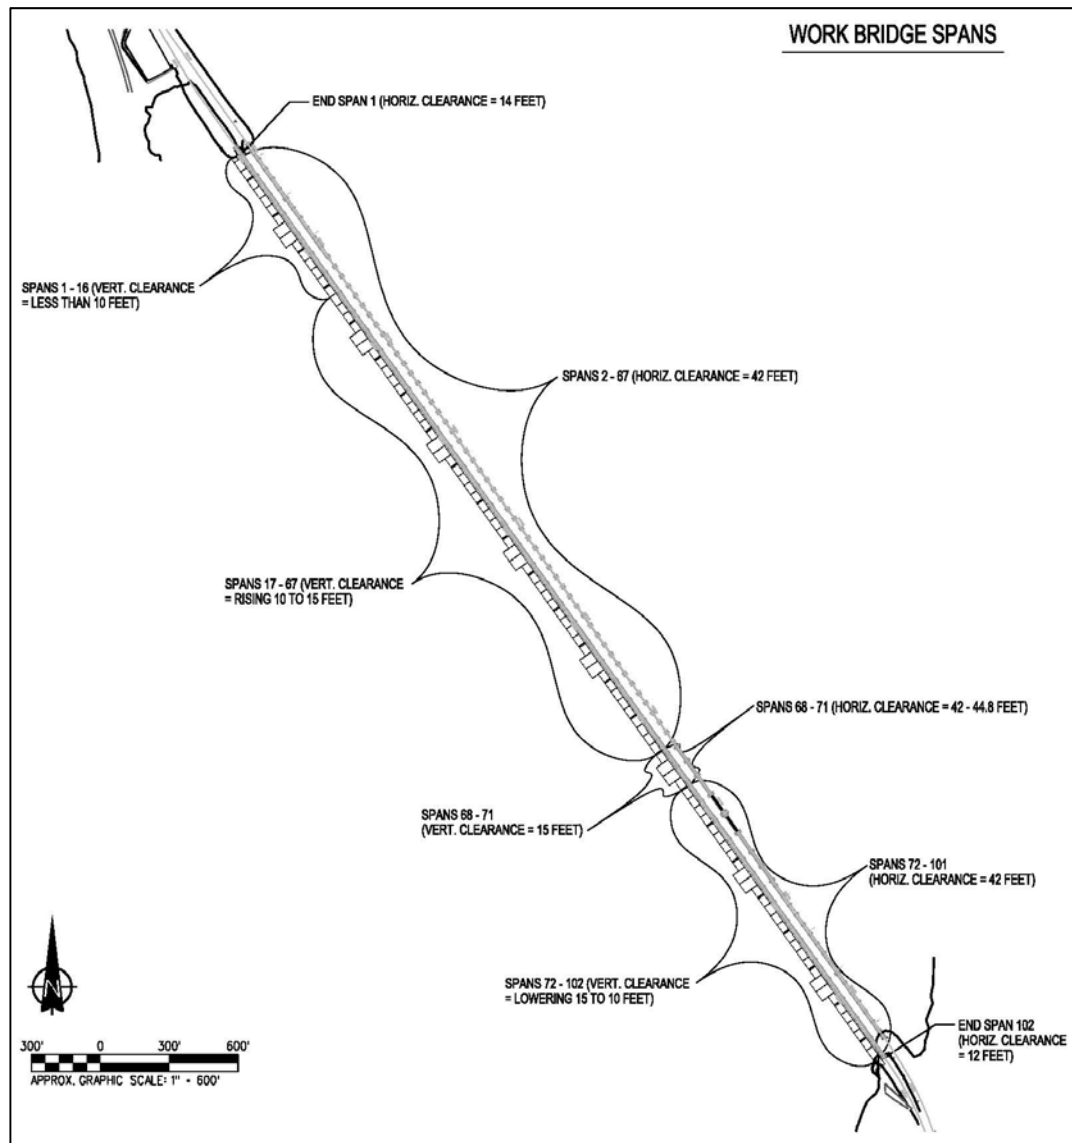 WORK BRIDGE SPANS
END SPAN 1 (HORIZ. CLEARANCE = 14 FEET)
SPANS 1 - 16 (VERT. CLEARANCE
= LESS THAN 10 FEET)
SPANS 2 - 67 (HORIZ. CLEARANCE = 42 FEET)
SPANS 17 - 67 (VERT. CLEARANCE
= RISING 10 TO 15 FEET)
SPANS 68 - 71 (HORIZ. CLEARANCE = 42 - 44.8 FEET)
SPANS 68 - 71
(VERT. CLEARANCE = 15 FEET)
SPANS 72 - 101
(HORIZ. CLEARANCE = 42 FEET)
SPANS 72 - 102 (VERT. CLEARANCE
= LOWERING 15 TO 10 FEET)
END SPAN 102
(HORIZ. CLEARANCE
= 12 FEET)
N
300' 0 300' 600'
APPROX. GRAPHIC SCALE: 1" - 600'